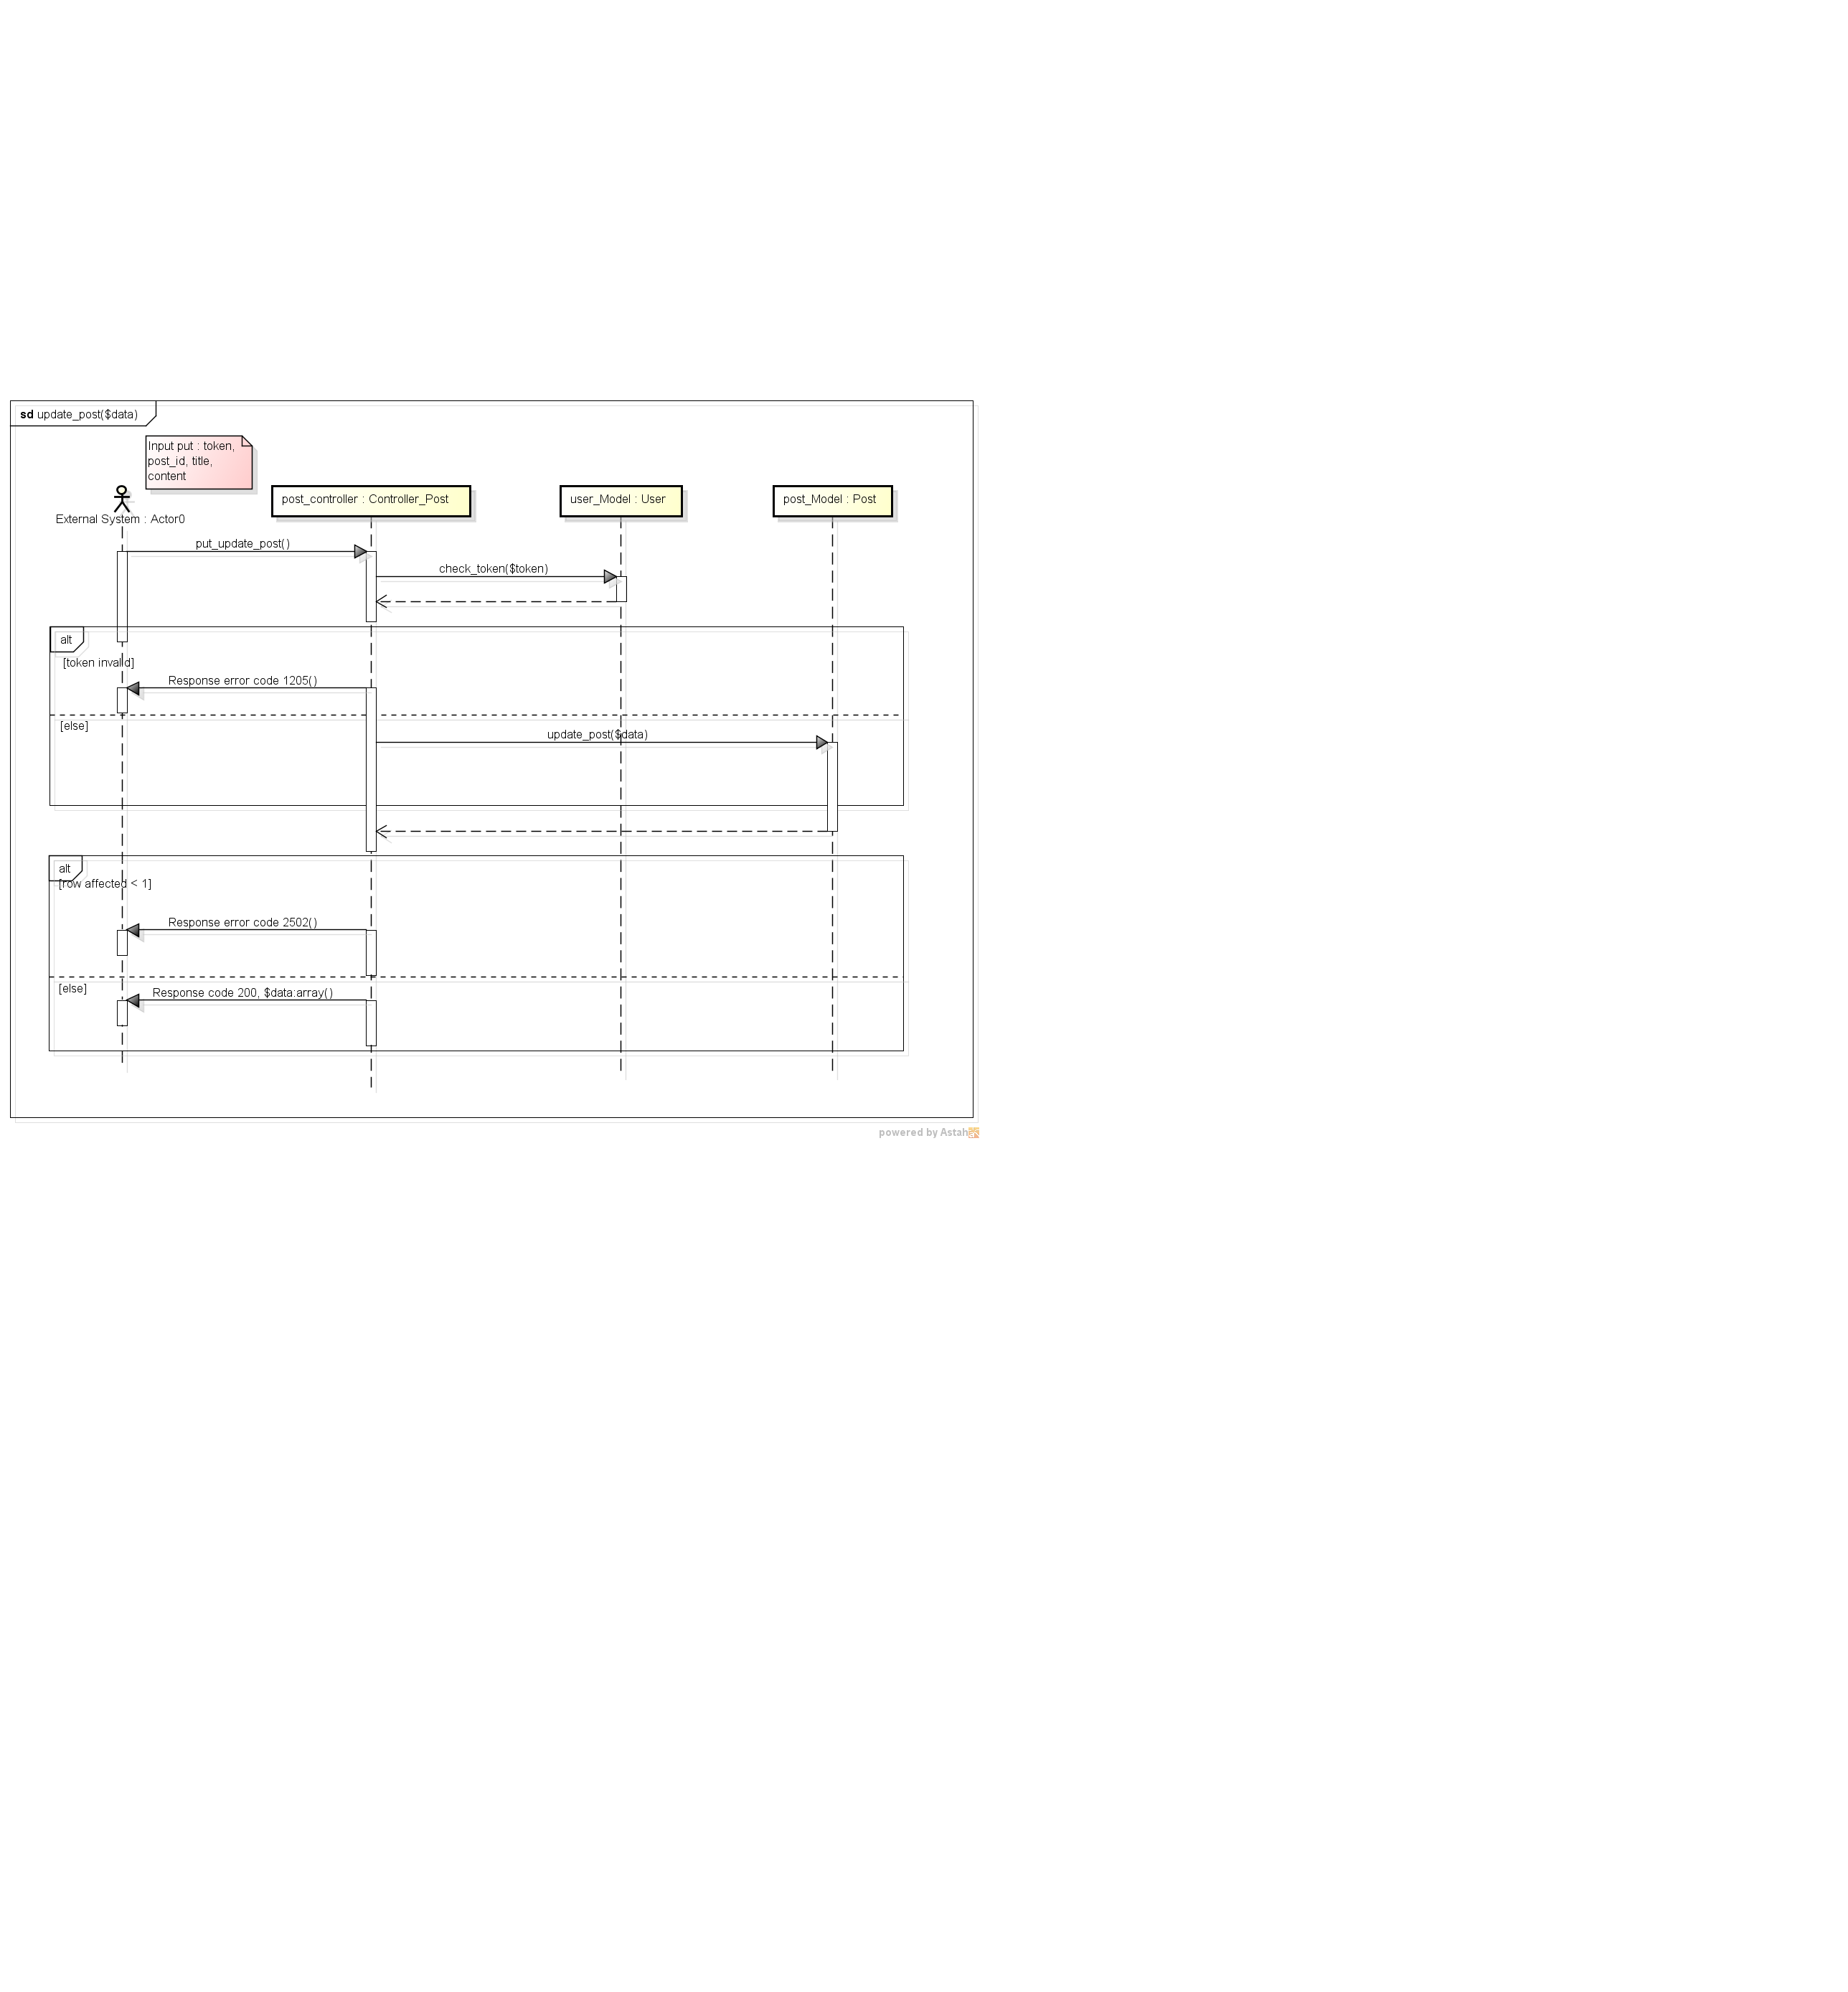 sd update_post($data)
Input put : token,
post_id, title,
content
External System : Actor0
post_controller : Controller_Post
user_Model : User
post_Model : Post
put_update_post()
check_token($token)
alt
[token invalid]
Response error code 1205()
[else]
update_post($data)
alt
[row affected < 1]
Response error code 2502()
[else]
Response code 200, $data:array()
powered by Astah